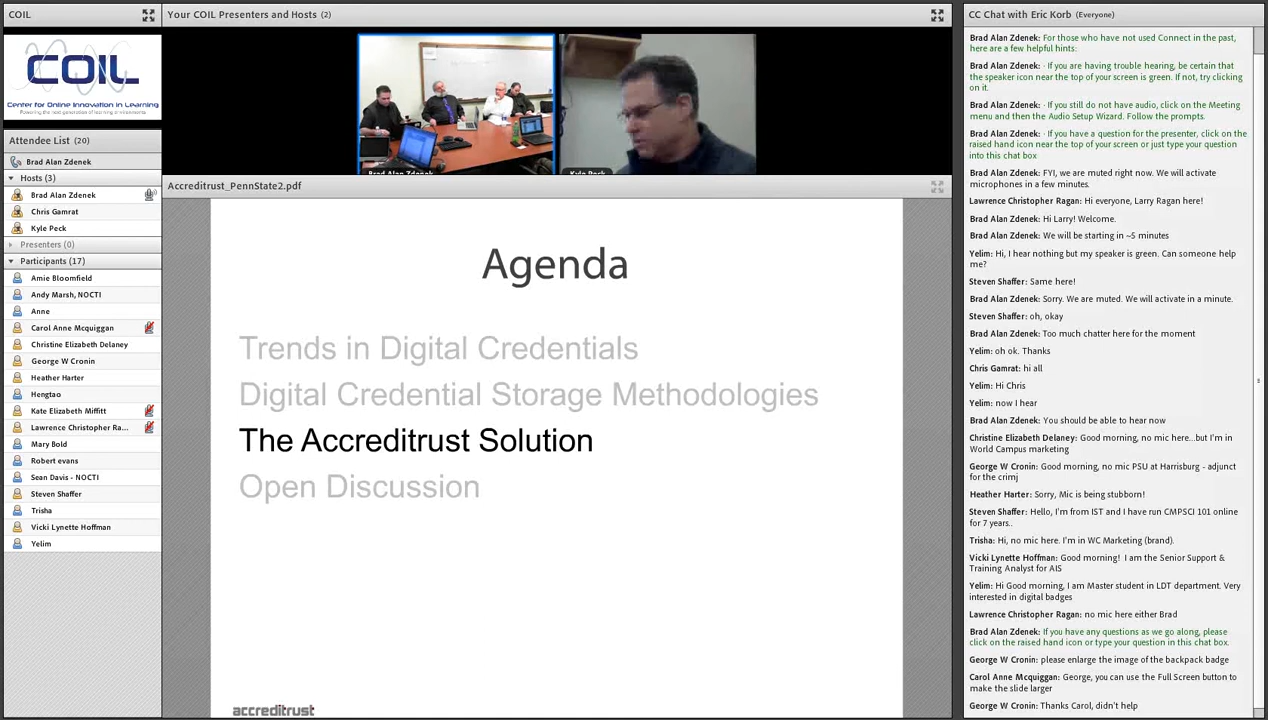 COIL
Your COIL Presenters and Hosts (2)
CC Chat with Eric Korb (Everyone)
COIL
Center for Online Innovation in Learning
Attendee List (20)
Brad Alan Zdenek
Hosts (3)
Brad Alan Zdenek
Chris Gamrat
Kyle Peck
Presenters (0)
Participants (17)
Amie Bloomfield
Andy Marsh, NOCTI
Anne
Carol Anne Mcquiggan
Christine Elizabeth Delaney
George W Cronin
Heather Harter
Hengtao
Kate Elizabeth Miffitt
Lawrence Christopher Ra...
Mary Bold
Robert evans
Sean Davis - NOCTI
Steven Shaffer
Trisha
Vicki Lynette Hoffman
Yelim
Brad Alan Zdenek
Kyle Peck
Accreditrust_PennState2.pdf
Agenda
Trends in Digital Credentials
Digital Credential Storage Methodologies
The Accreditrust Solution
Open Discussion
accreditrust
Brad Alan Zdenek: For those who have not used Connect in the past,
here are a few helpful hints:
Brad Alan Zdenek: · If you are having trouble hearing, be certain that
the speaker icon near the top of your screen is green. If not, try clicking
on it.
Brad Alan Zdenek: · If you still do not have audio, click on the Meeting
menu and then the Audio Setup Wizard. Follow the prompts.
Brad Alan Zdenek: · If you have a question for the presenter, click on the
raised hand icon near the top of your screen or just type your question
into this chat box
Brad Alan Zdenek: FYI, we are muted right now. We will activate
microphones in a few minutes.
Lawrence Christopher Ragan: Hi everyone, Larry Ragan here!
Brad Alan Zdenek: Hi Larry! Welcome.
Brad Alan Zdenek: We will be starting in ~5 minutes
Yelim: Hi, I hear nothing but my speaker is green. Can someone help
me?
Steven Shaffer: Same here!
Brad Alan Zdenek: Sorry. We are muted. We will activate in a minute.
Steven Shaffer: oh, okay
Brad Alan Zdenek: Too much chatter here for the moment
Yelim: oh ok. Thanks
Chris Gamrat: hi all
Yelim: Hi Chris
Yelim: now I hear
Brad Alan Zdenek: You should be able to hear now
Christine Elizabeth Delaney: Good morning, no mic here...but I'm in
World Campus marketing
George W Cronin: Good morning, no mic PSU at Harrisburg - adjunct
for the crimj
Heather Harter: Sorry, Mic is being stubborn!
Steven Shaffer: Hello, I'm from IST and I have run CMPSCI 101 online
for 7 years..
Trisha: Hi, no mic here. I'm in WC Marketing (brand).
Vicki Lynette Hoffman: Good morning! I am the Senior Support &
Training Analyst for AIS
Yelim: Hi Good morning, I am Master student in LDT department. Very
interested in digital badges
Lawrence Christopher Ragan: no mic here either Brad
Brad Alan Zdenek: If you have any questions as we go along, please
click on the raised hand icon or type your question in this chat box.
George W Cronin: please enlarge the image of the backpack badge
Carol Anne Mcquiggan: George, you can use the Full Screen button to
make the slide larger
George W Cronin: Thanks Carol, didn't help